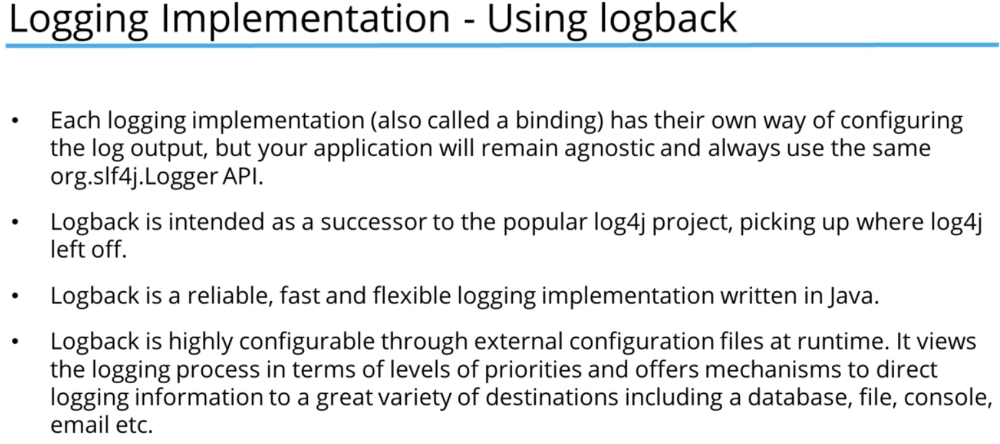 Logging Implementation - Using logback
• Each logging implementation (also called a binding) has their own way of configuring
the log output, but your application will remain agnostic and always use the same
org.slf4j.Logger API.
• Logback is intended as a successor to the popular log4j project, picking up where log4j
left off.
• Logback is a reliable, fast and flexible logging implementation written in Java.
• Logback is highly configurable through external configuration files at runtime. It views
the logging process in terms of levels of priorities and offers mechanisms to direct
logging information to a great variety of destinations including a database, file, console,
email etc.